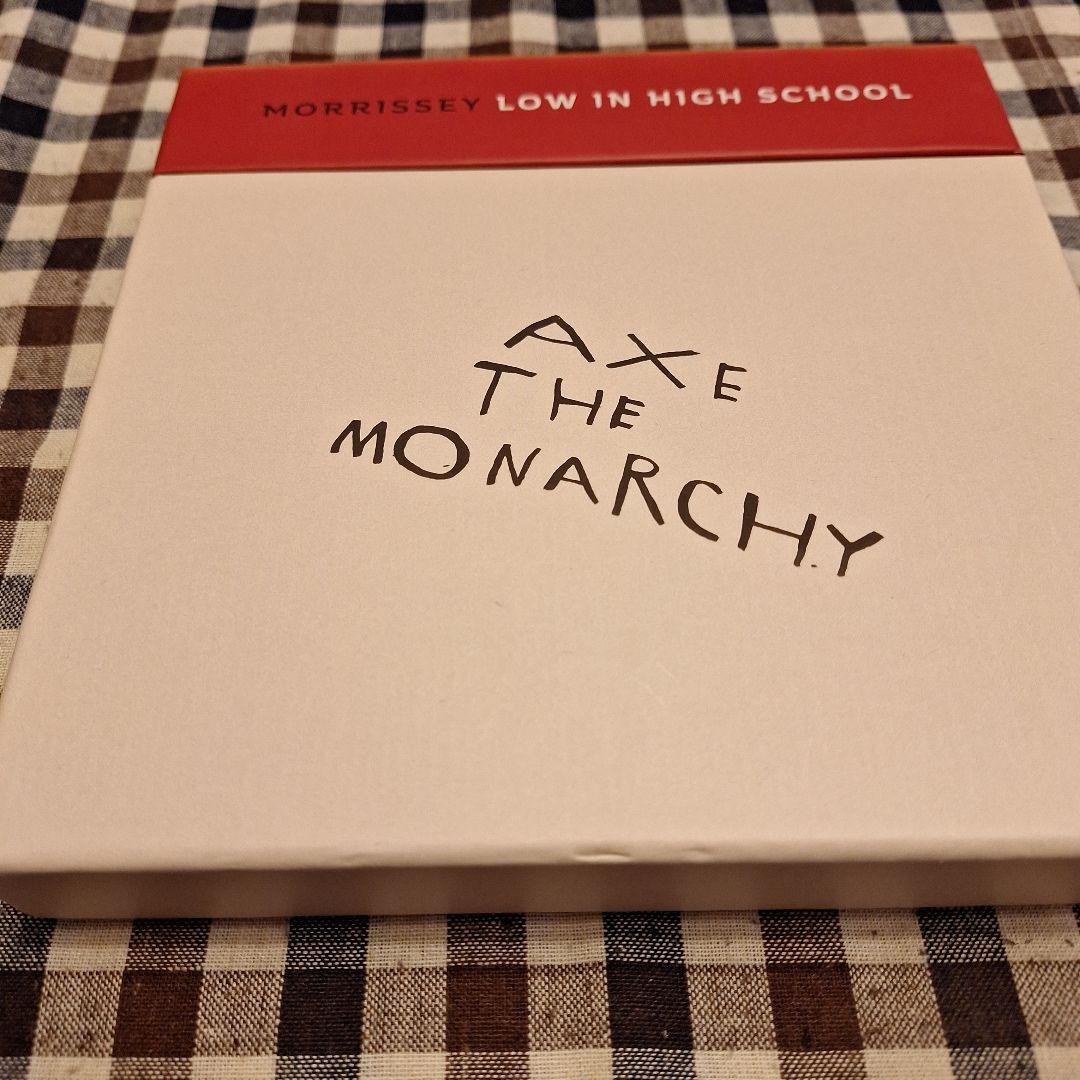 MORRISSEY LOW IN HIGH SCHOOL
AXE
THE
MONARCHY